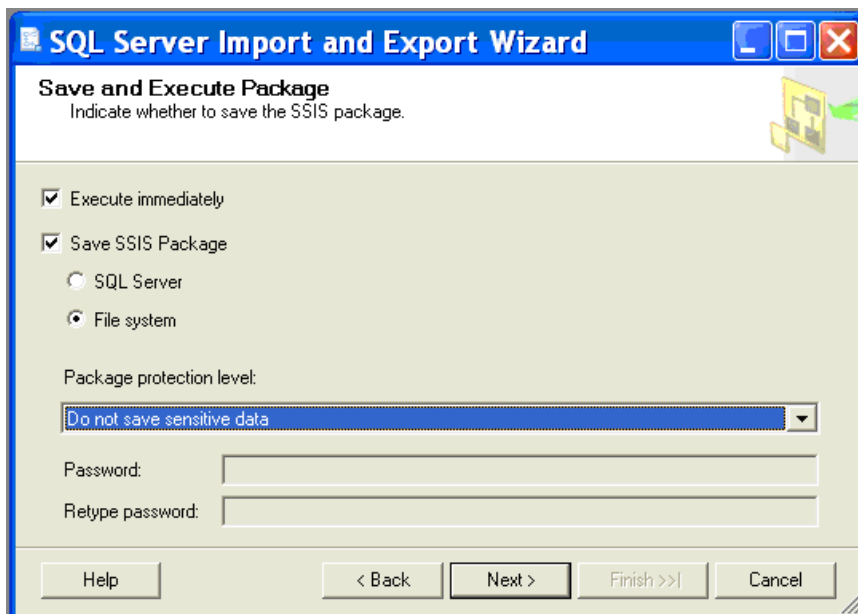 SQL Server Import and Export Wizard
Save and Execute Package
Indicate whether to save the SSIS package.
Execute immediately
Save SSIS Package
SQL Server
File system
Package protection level:
Do not save sensitive data
Password:
Retype password:
Help < Back Next > Finish >>| Cancel